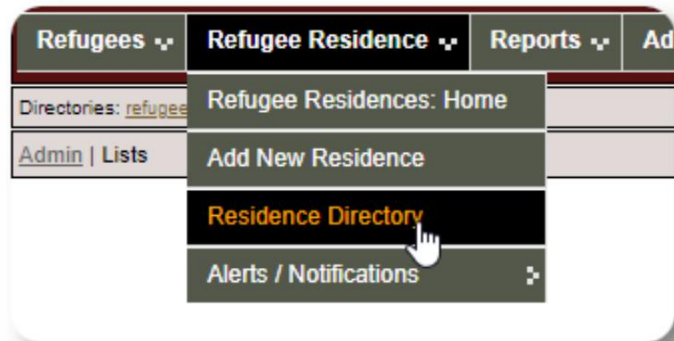 Refugees Refugee Residence Reports Ad
Directories: refugee
Refugee Residences: Home
Admin | Lists
Add New Residence
Residence Directory
Alerts / Notifications